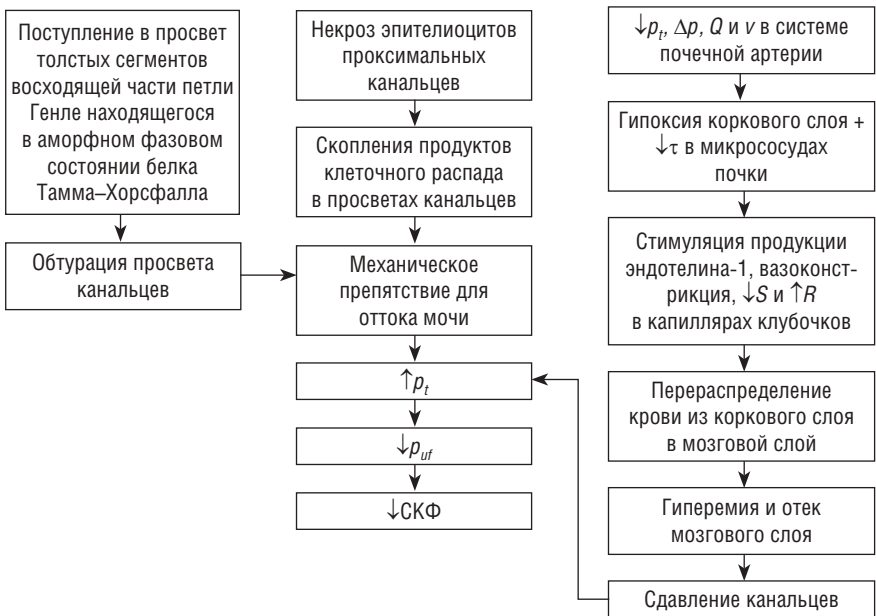 Поступление в просвет
толстых сегментов
восходящей части петли
Генле находящегося
в аморфном фазовом
состоянии белка
Тамма–Хорсфалла
Обтурация просвета
канальцев
Некроз эпителиоцитов
проксимальных
канальцев
Скопления продуктов
клеточного распада
в просветах канальцев
Механическое
препятствие для
оттока мочи
↑pt
↓puf
↓СКФ
↓pt, Δp, Q и v в системе
почечной артерии
Гипоксия коркового слоя +
↓τ в микрососудах
почки
Стимуляция продукции
эндотелина-1, вазоконст-
рикция, ↓S и ↑R
в капиллярах клубочков
Перераспределение
крови из коркового слоя
в мозговой слой
Гиперемия и отек
мозгового слоя
Сдавление канальцев